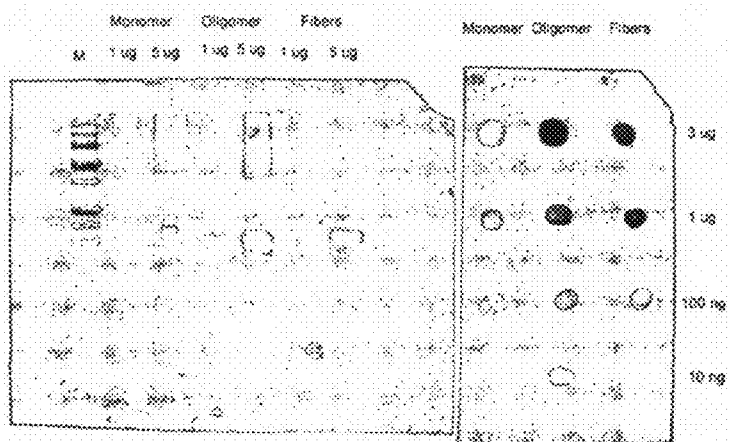 Monomer Oligomer Fibers
M 1 ug 5 ug 1 ug 5 ug 1 ug 5 ug
Monomer Oligomer Fibers
3 ug
1 ug
100 ng
10 ng